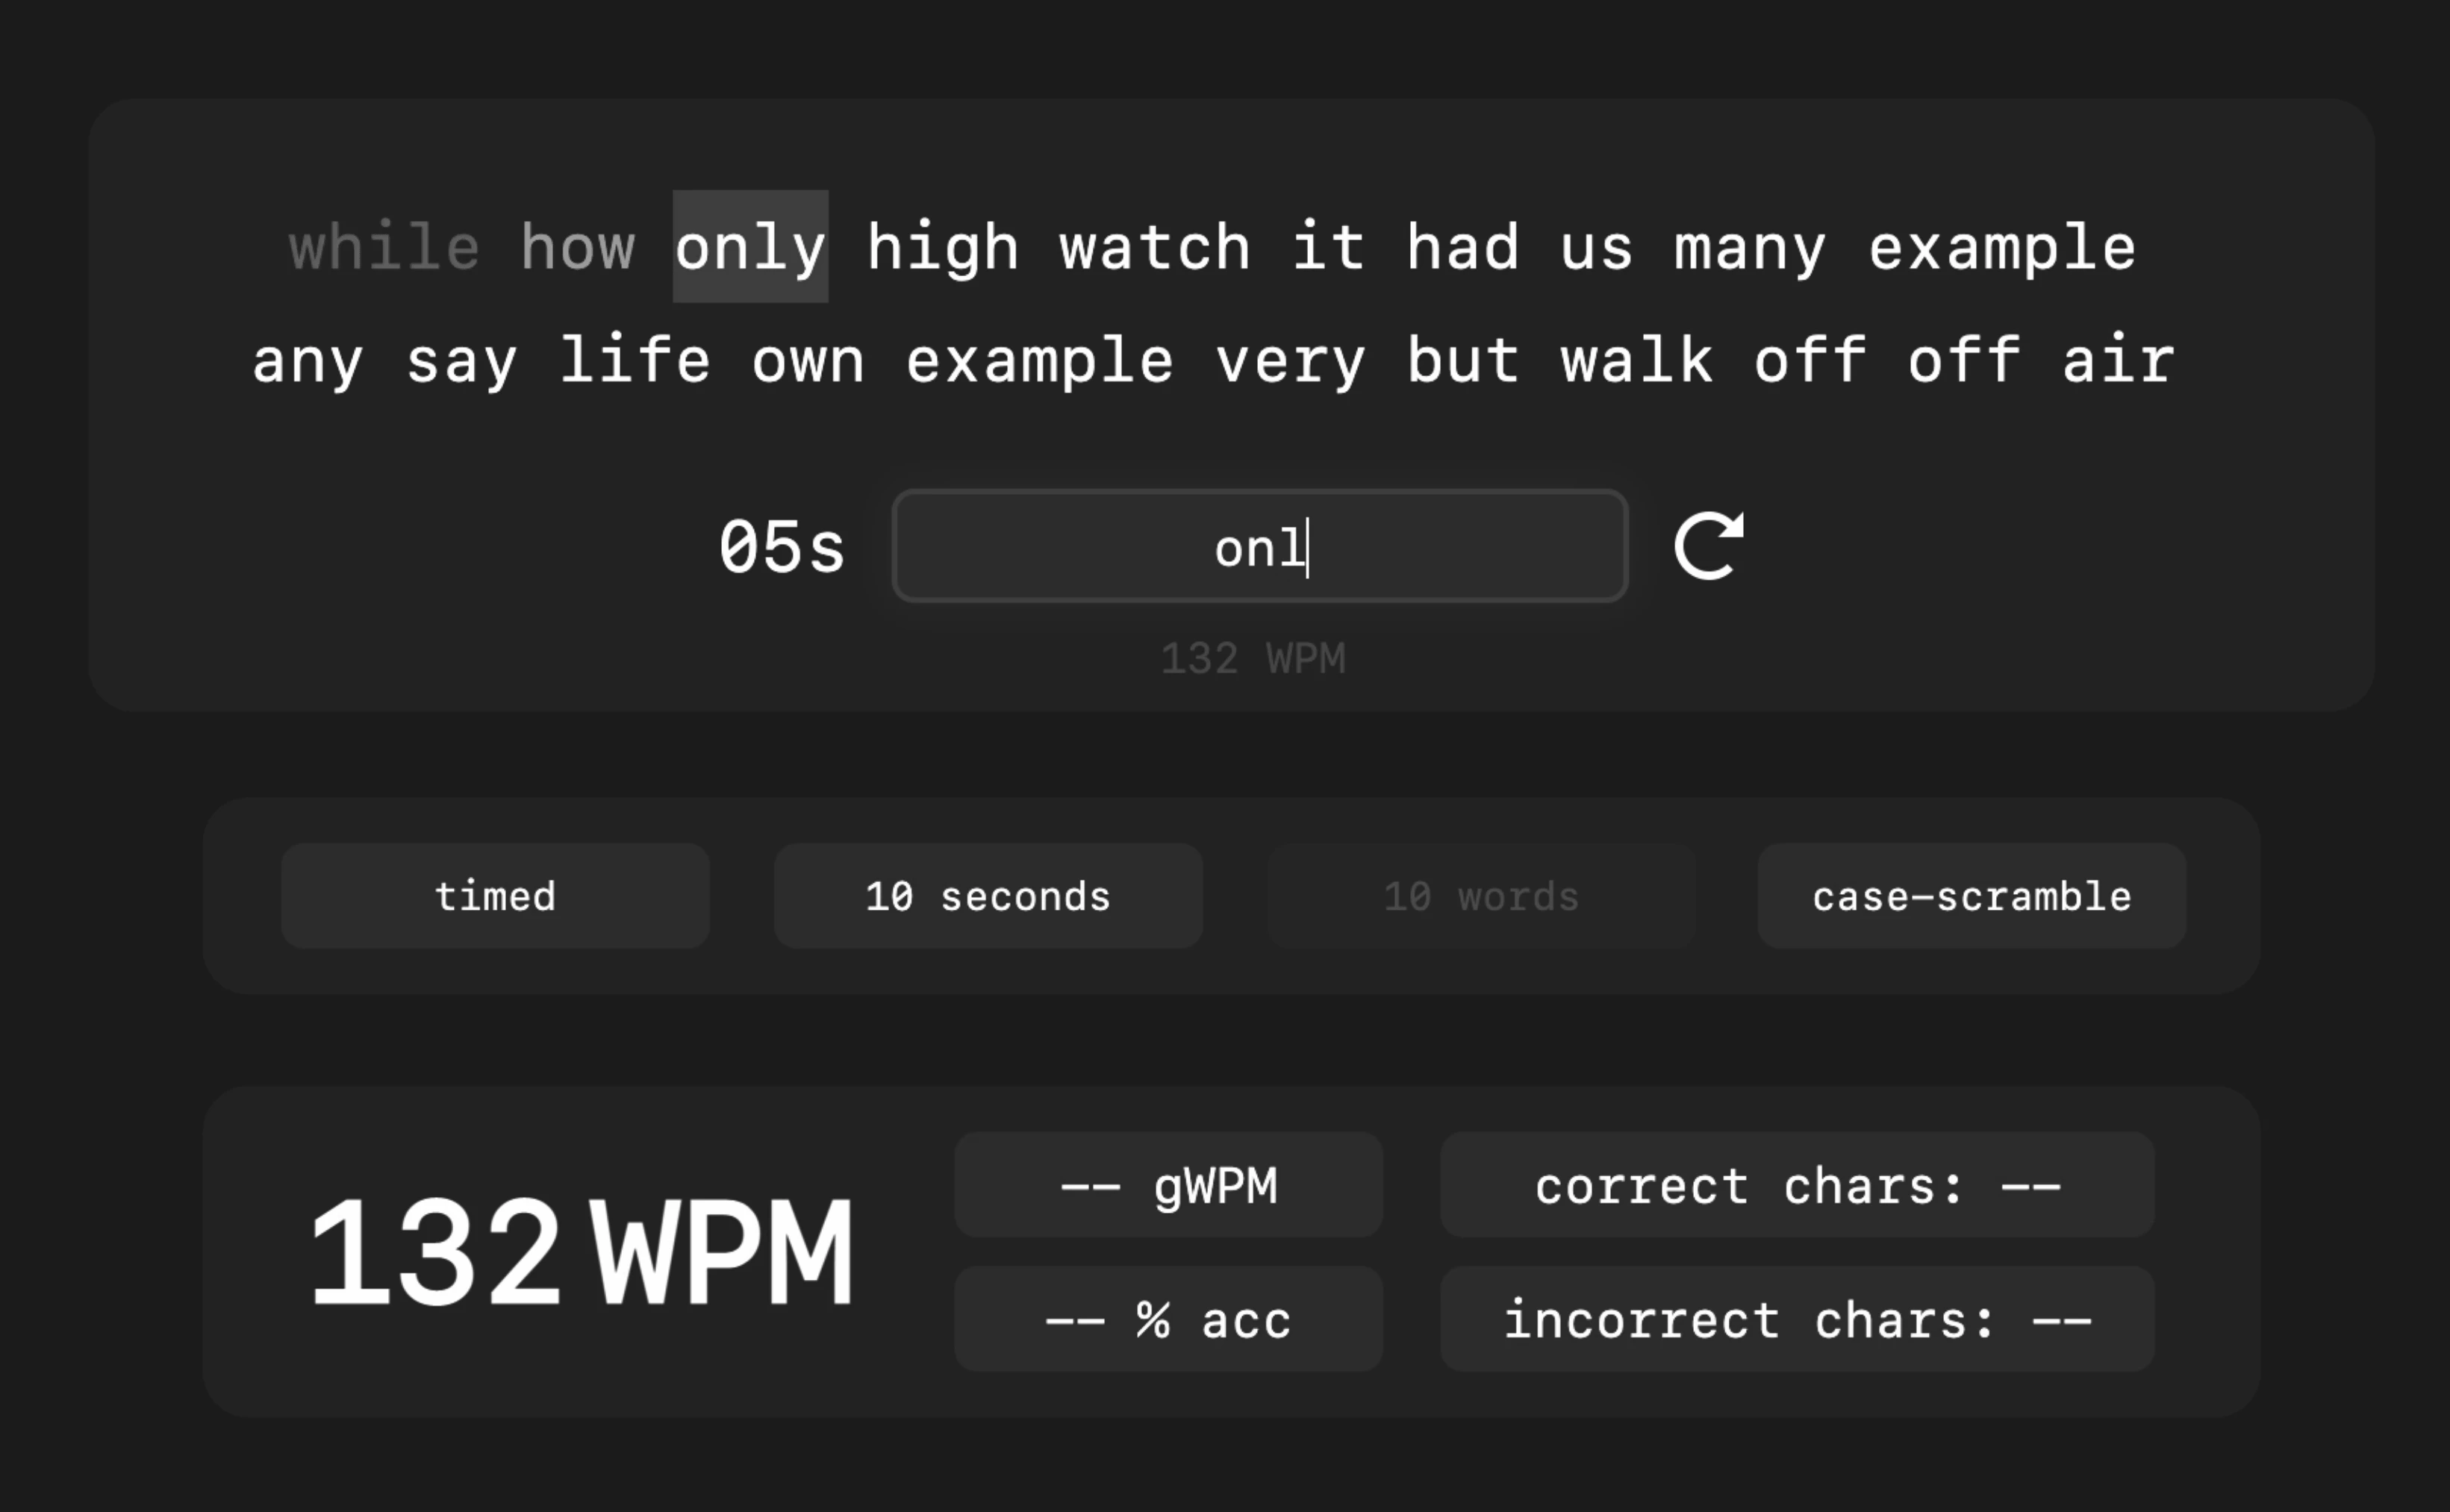 while how only high watch it had us many example
any say life own example very but walk off off air
05s onl
132 WPM
timed 10 seconds 10 words case-scramble
132 WPM
-- gWPM correct chars: --
-- % acc incorrect chars: --